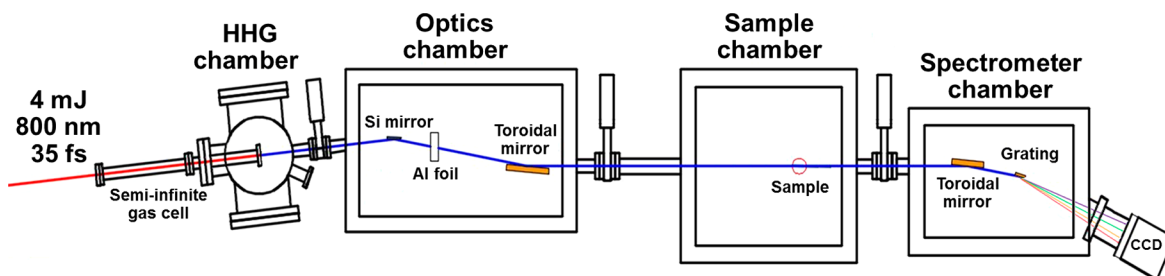 HHG
chamber
Optics
chamber
Sample
chamber
Spectrometer
chamber
4 mJ
800 nm
35 fs
Si mirror
Al foil
Toroidal
mirror
Semi-infinite
gas cell
Sample
Toroidal
mirror
Grating
CCD